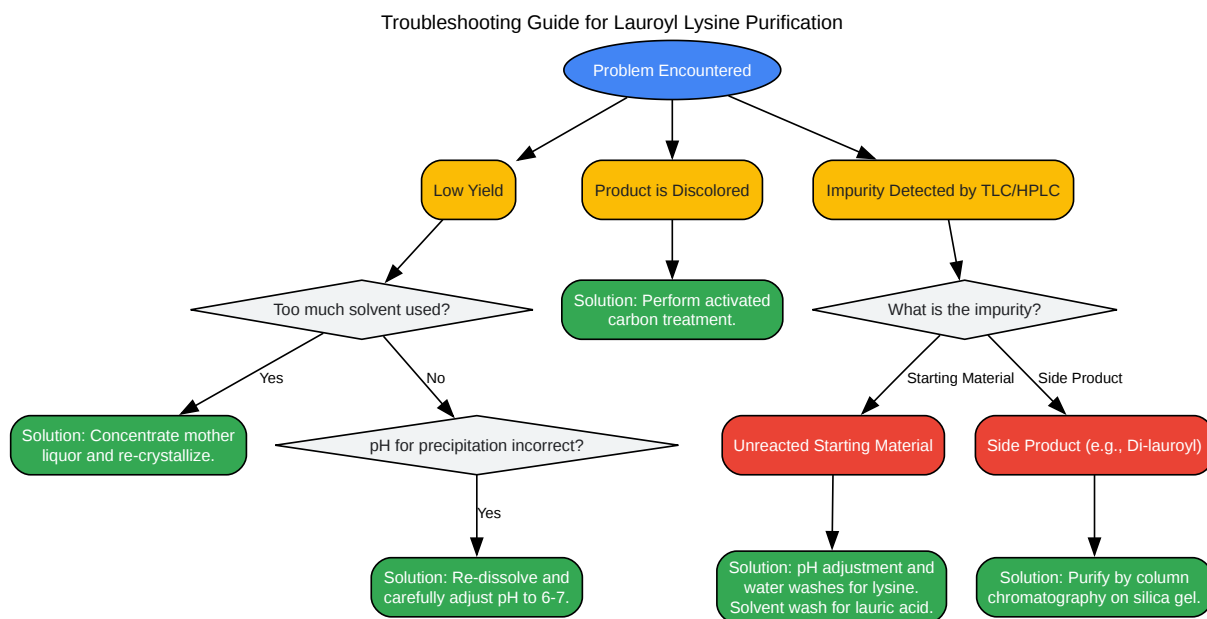 Troubleshooting Guide for Lauroyl Lysine Purification
Problem Encountered
Low Yield
Product is Discolored
Impurity Detected by TLC/HPLC
Too much solvent used?
Solution: Perform activated
carbon treatment.
What is the impurity?
Yes
No
Starting Material
Side Product
Solution: Concentrate mother
liquor and re-crystallize.
pH for precipitation incorrect?
Unreacted Starting Material
Side Product (e.g., Di-lauroyl)
Yes
Solution: Re-dissolve and
carefully adjust pH to 6-7.
Solution: pH adjustment and
water washes for lysine.
Solvent wash for lauric acid.
Solution: Purify by column
chromatography on silica gel.